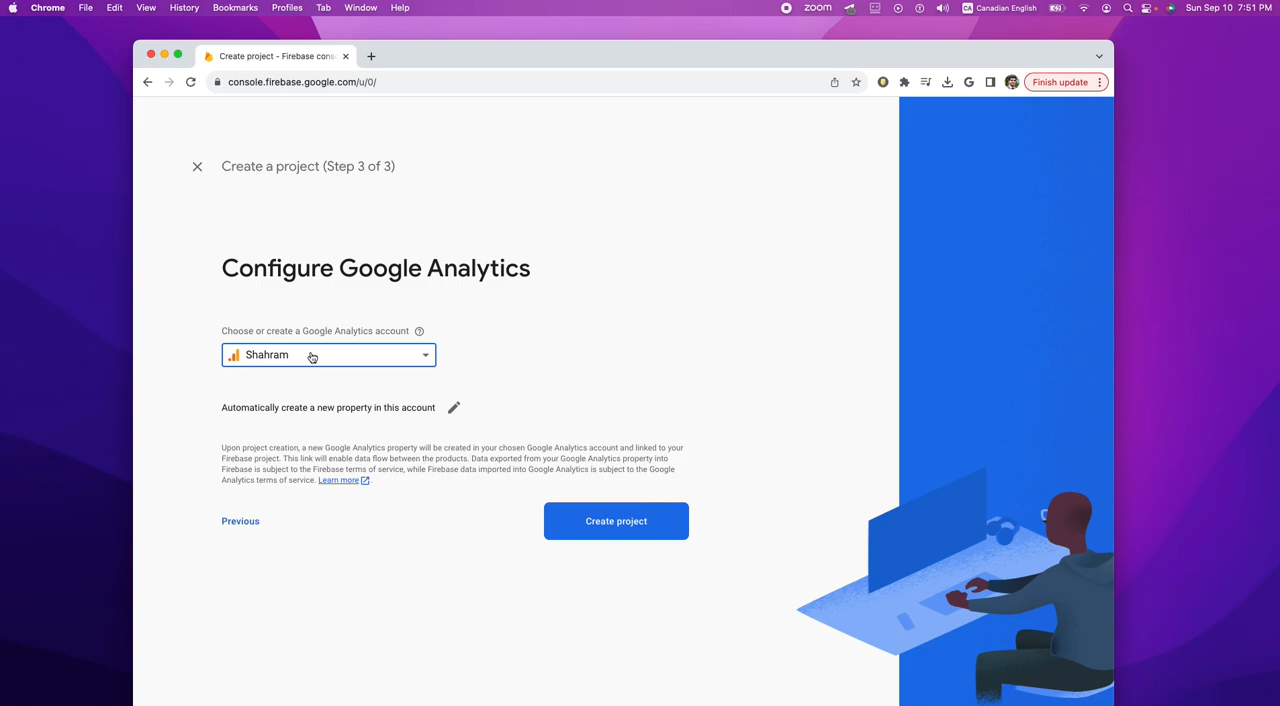 Chrome File Edit View History Bookmarks Profiles Tab Window Help zoom Canadian English Sun Sep 10 7:51 PM
Create project - Firebase cons
console.firebase.google.com/u/0/ Finish update
Create a project (Step 3 of 3)
Configure Google Analytics
Choose or create a Google Analytics account
Shahram
Automatically create a new property in this account
Upon project creation, a new Google Analytics property will be created in your chosen Google Analytics account and linked to your
Firebase project. This link will enable data flow between the products. Data exported from your Google Analytics property into
Firebase is subject to the Firebase terms of service, while Firebase data imported into Google Analytics is subject to the Google
Analytics terms of service. Learn more
Previous Create project